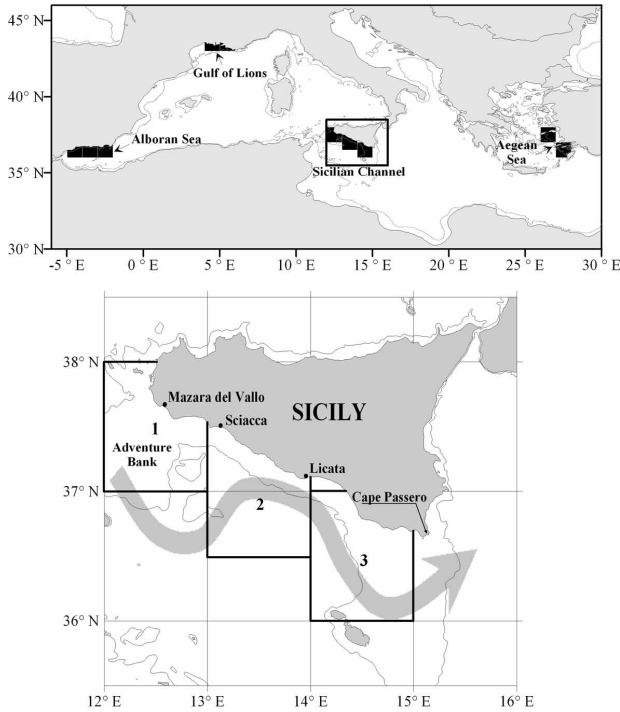 45° N
40° N
35° N
30° N
Gulf of Lions
Alboran Sea
Sicilian Channel
Aegean
Sea
-5° E 0° E 5° E 10° E 15° E 20° E 25° E 30° E
38° N
37° N
36° N
Mazara del Vallo
Sciacca
SICILY
1
Adventure
Bank
Licata
Cape Passero
2
3
12° E 13° E 14° E 15° E 16° E